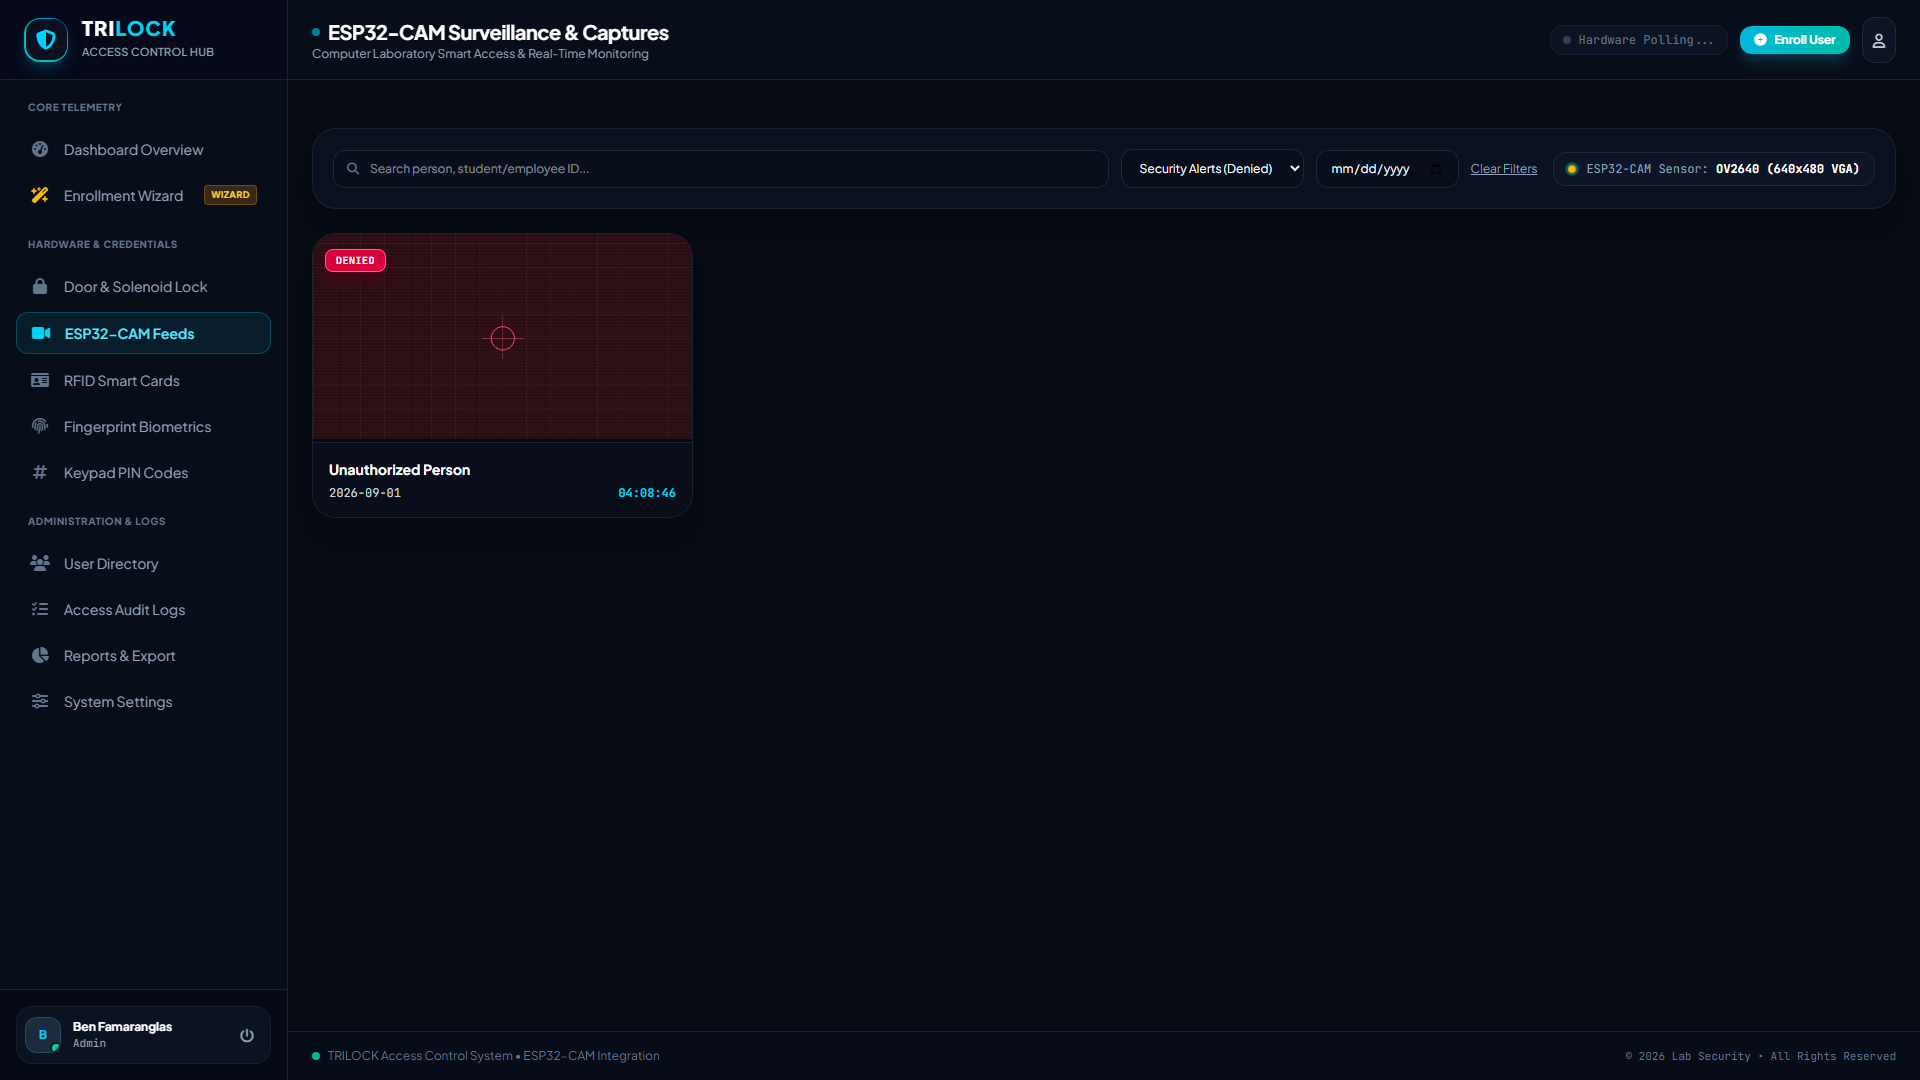 TRILOCK
ACCESS CONTROL HUB
CORE TELEMETRY
Dashboard Overview
Enrollment Wizard
WIZARD
HARDWARE & CREDENTIALS
Door & Solenoid Lock
ESP32-CAM Feeds
RFID Smart Cards
Fingerprint Biometrics
Keypad PIN Codes
ADMINISTRATION & LOGS
User Directory
Access Audit Logs
Reports & Export
System Settings
B
Ben Famaranglas
Admin
ESP32-CAM Surveillance & Captures
Computer Laboratory Smart Access & Real-Time Monitoring
Hardware Polling...
Enroll User
Search person, student/employee ID...
Security Alerts (Denied)
mm/dd/yyyy
Clear Filters
ESP32-CAM Sensor: OV2640 (640x480 VGA)
DENIED
Unauthorized Person
2026-09-01
04:08:46
TRILOCK Access Control System • ESP32-CAM Integration
© 2026 Lab Security • All Rights Reserved